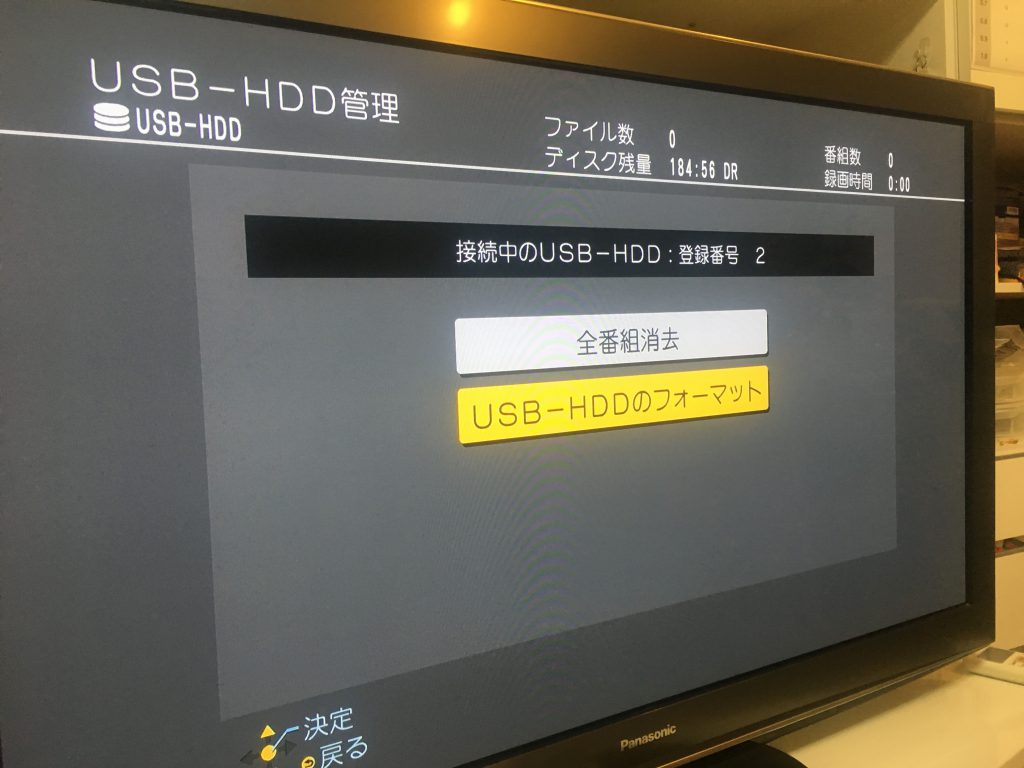 USB-HDD管理
USB-HDD
ファイル数 0
ディスク残量 184:56 DR
番組数 0
録画時間 0:00
接続中のUSB-HDD:登録番号 2
全番組消去
USB-HDDのフォーマット
決定
戻る
Panasonic